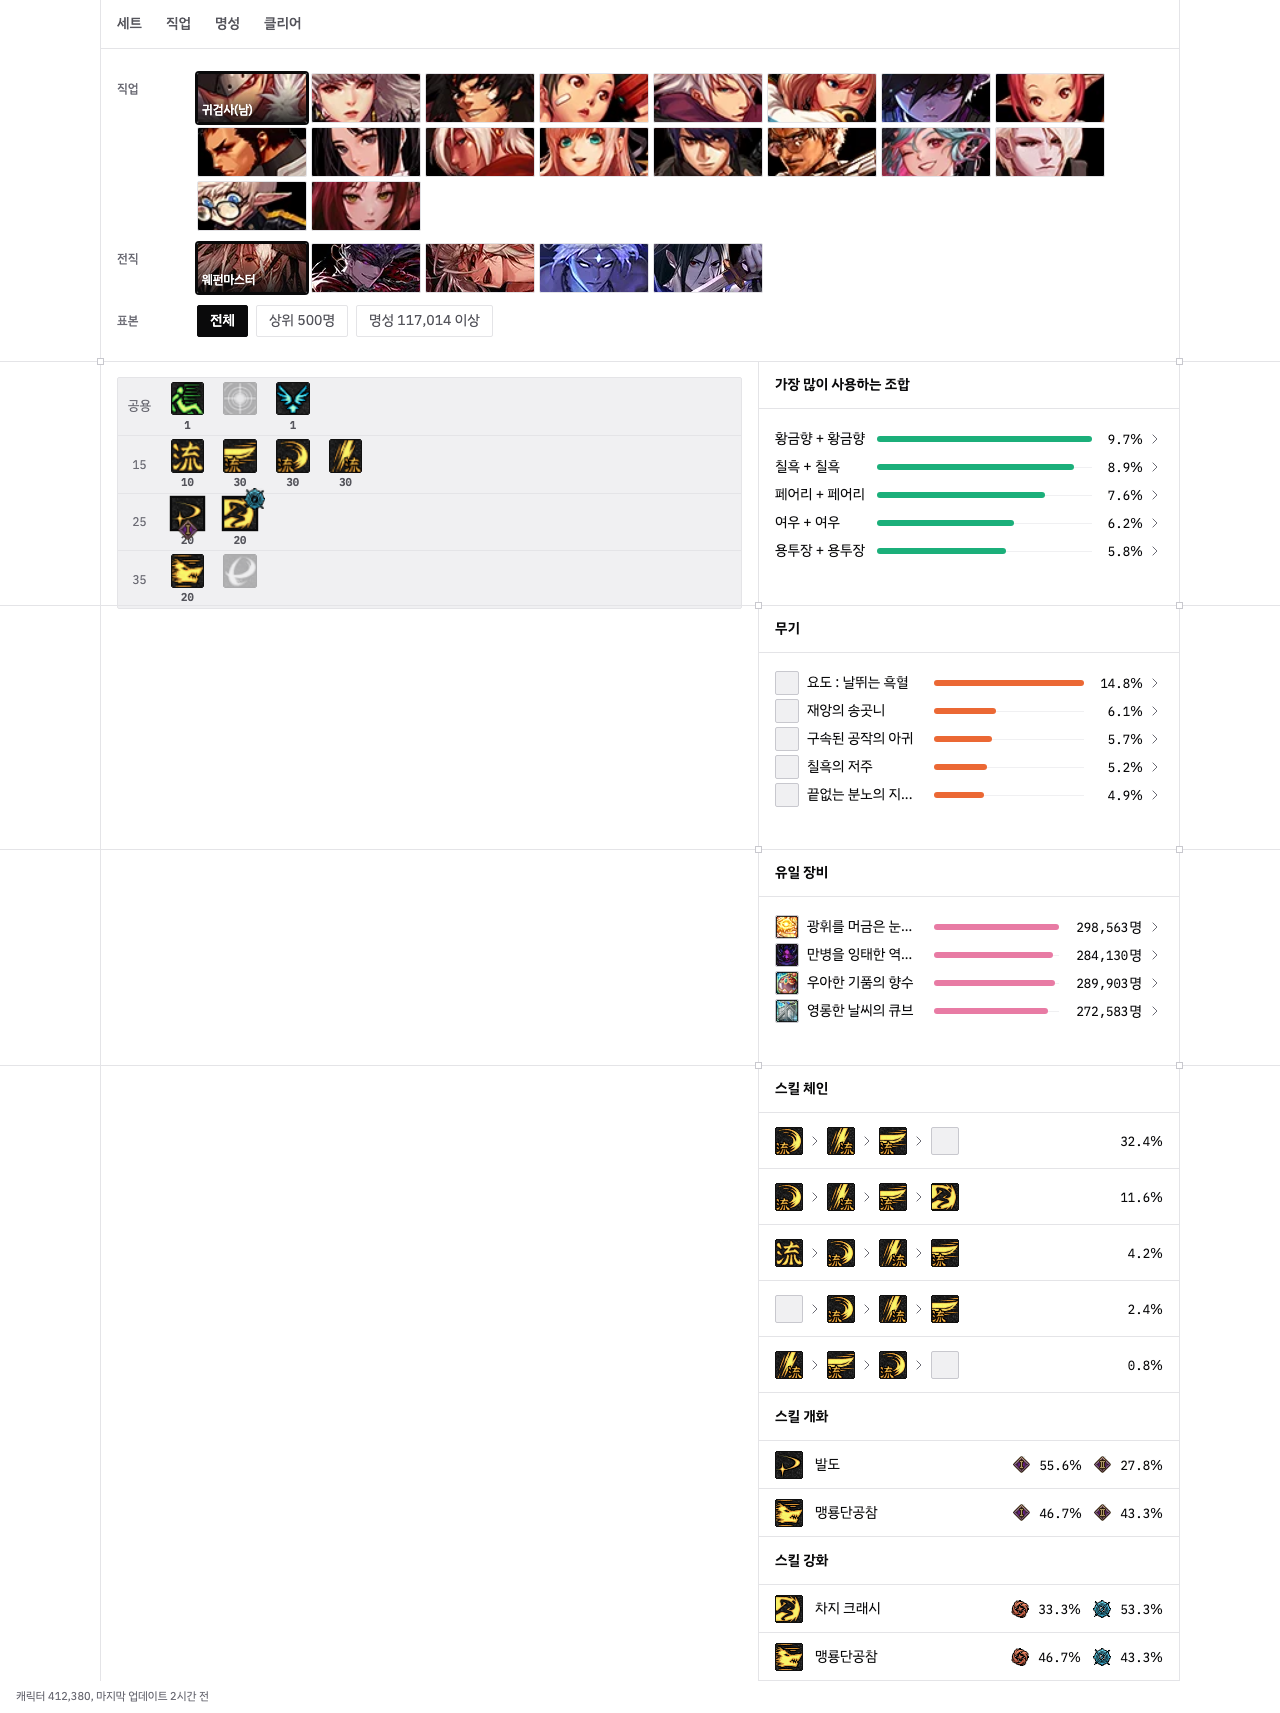 세트 직업 명성 클리어
직업
귀검사(남)
전직
웨펀마스터
표본 전체 상위 500명 명성 117,014 이상
공용
1 1
15
10 30 30 30
25
20 20
35
20
가장 많이 사용하는 조합
황금향 + 황금향 9.7%
칠흑 + 칠흑 8.9%
페어리 + 페어리 7.6%
여우 + 여우 6.2%
용투장 + 용투장 5.8%
무기
요도 : 날뛰는 흑혈 14.8%
재앙의 송곳니 6.1%
구속된 공작의 아귀 5.7%
칠흑의 저주 5.2%
끝없는 분노의 지... 4.9%
유일 장비
광휘를 머금은 눈... 298,563명
만병을 잉태한 역... 284,130명
우아한 기품의 향수 289,903명
영롱한 날씨의 큐브 272,583명
스킬 체인
32.4%
11.6%
4.2%
2.4%
0.8%
스킬 개화
발도 55.6% 27.8%
맹룡단공참 46.7% 43.3%
스킬 강화
차지 크래시 33.3% 53.3%
맹룡단공참 46.7% 43.3%
캐릭터 412,380, 마지막 업데이트 2시간 전